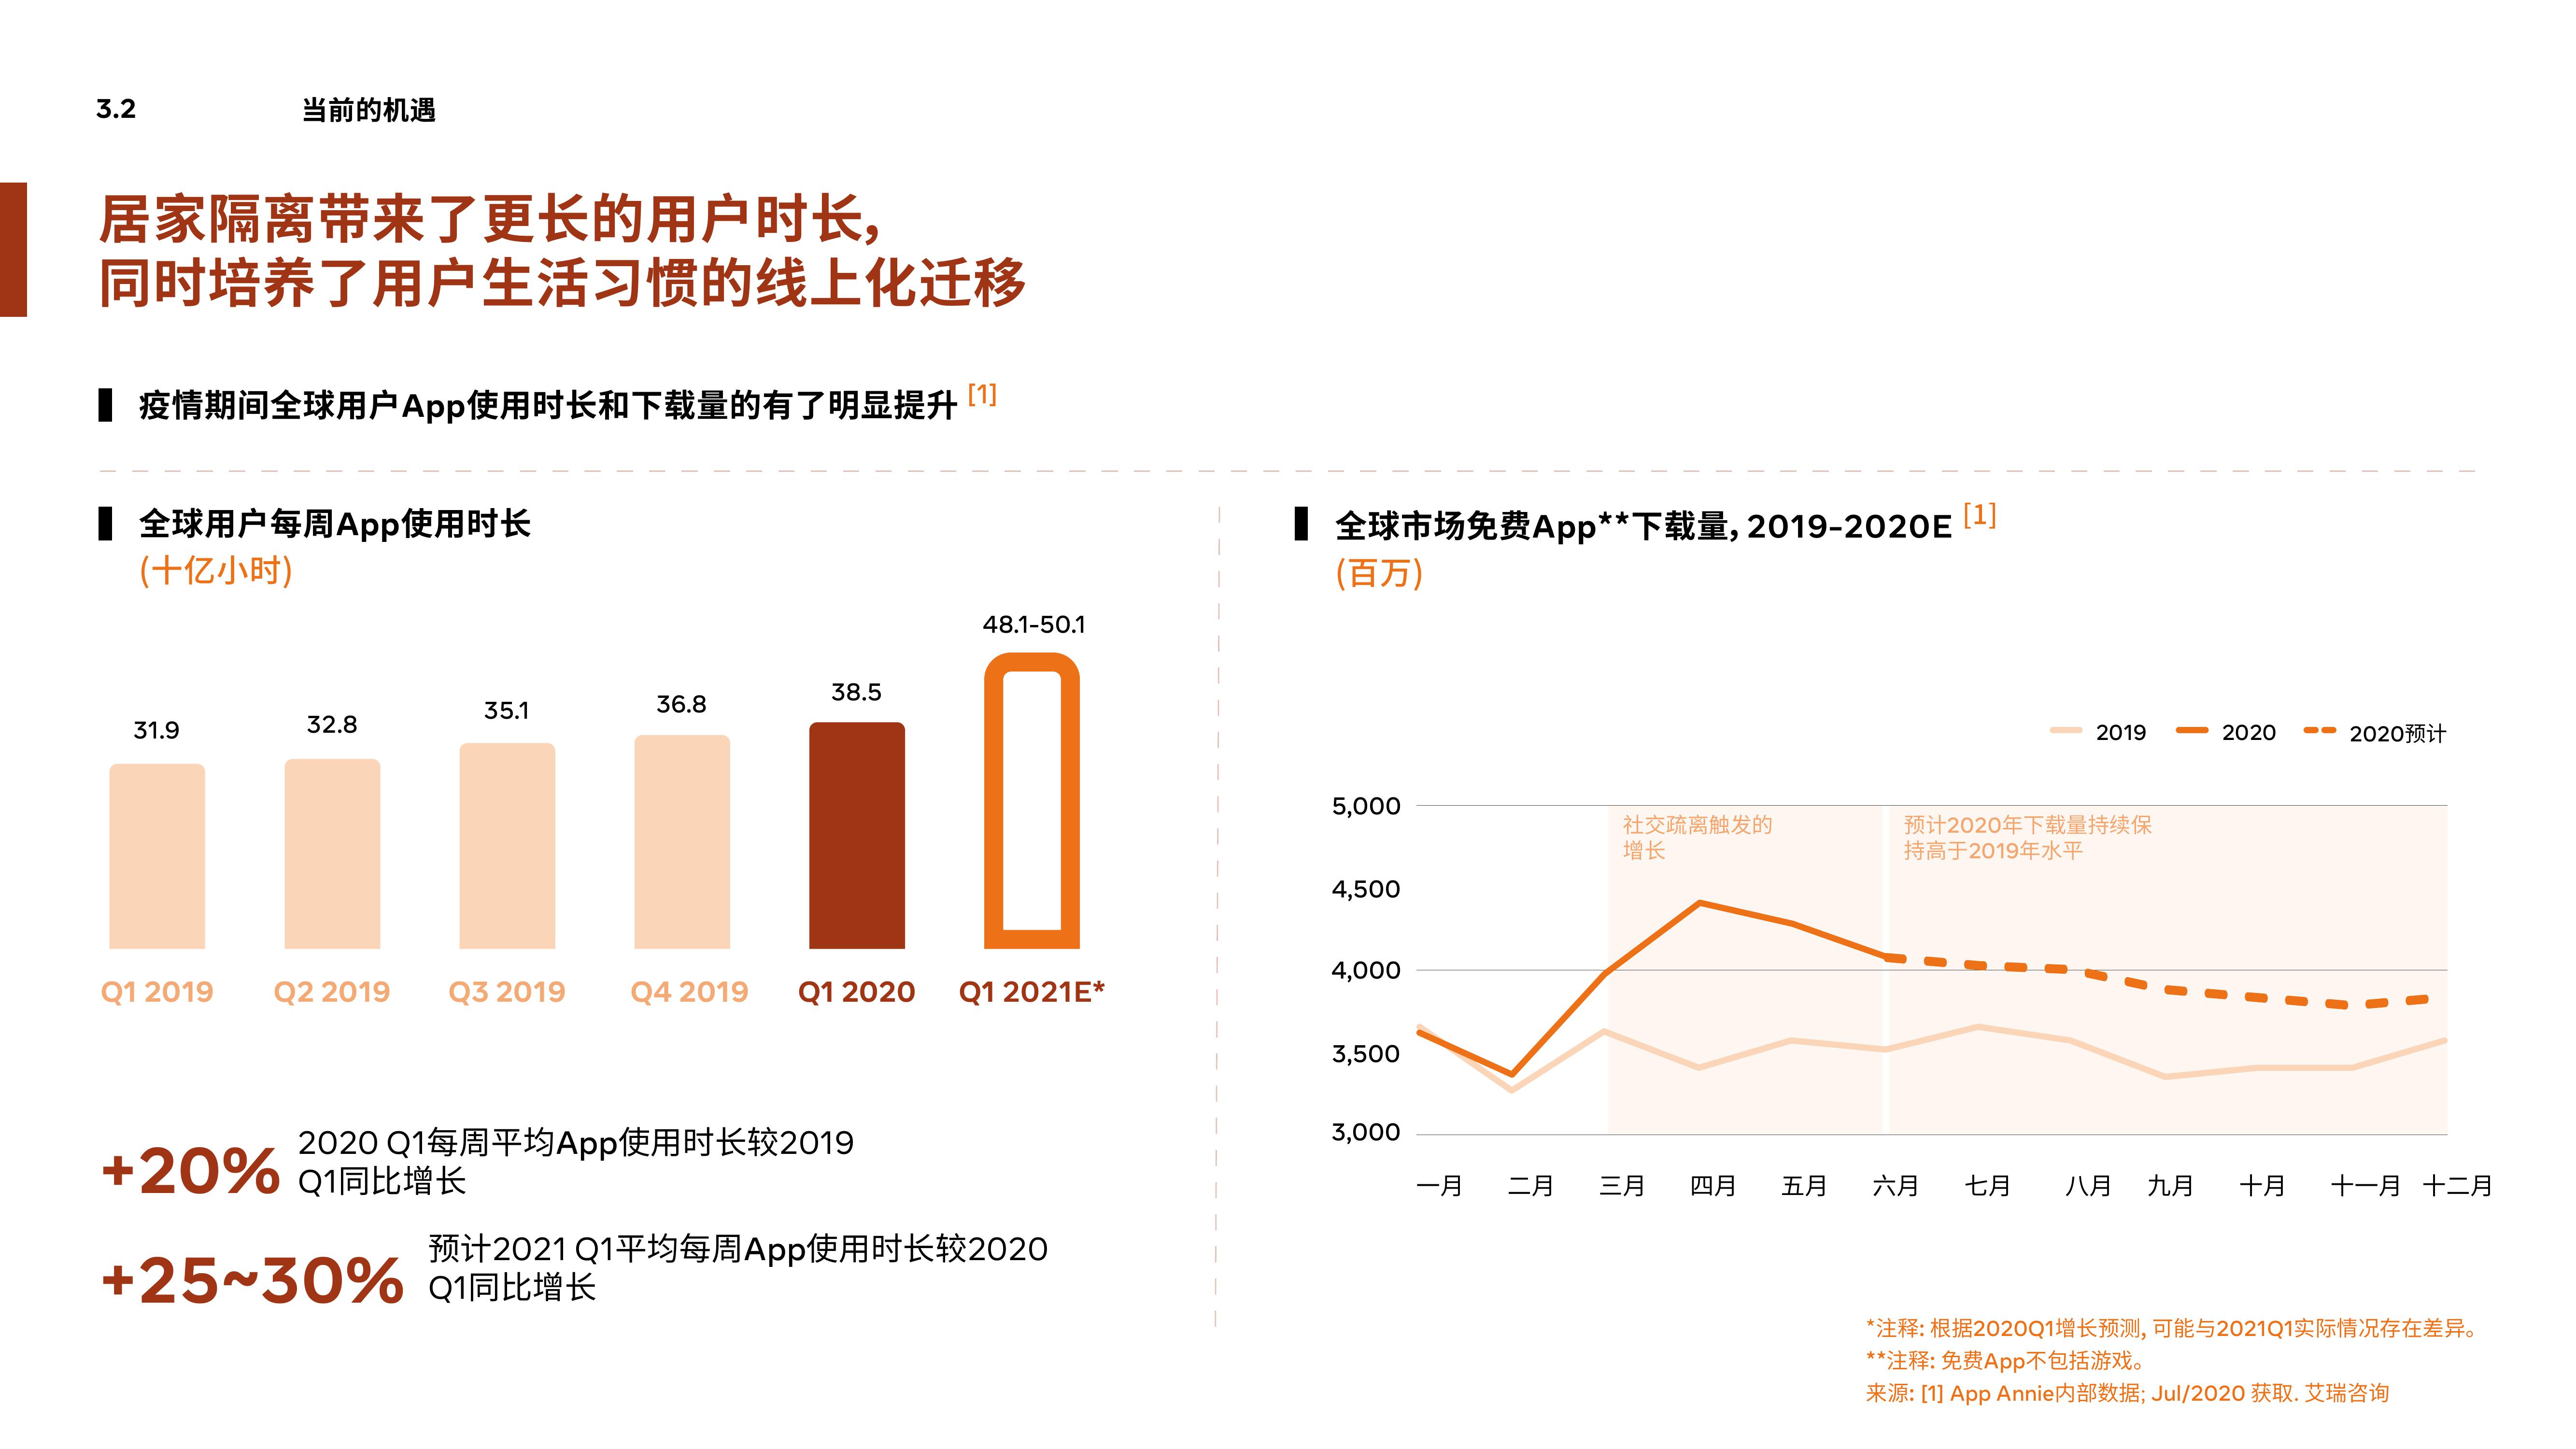 3.2 当前的机遇
居家隔离带来了更长的用户时长,
同时培养了用户生活习惯的线上化迁移
疫情期间全球用户App使用时长和下载量的有了明显提升 [1]
全球用户每周App使用时长
(十亿小时)
31.9 32.8 35.1 36.8 38.5 48.1-50.1
Q1 2019 Q2 2019 Q3 2019 Q4 2019 Q1 2020 Q1 2021E*
+20% 2020 Q1每周平均App使用时长较2019
Q1同比增长
+25~30% 预计2021 Q1平均每周App使用时长较2020
Q1同比增长
全球市场免费App**下载量, 2019-2020E [1]
(百万)
2019 2020 2020预计
5,000
社交疏离触发的
增长
预计2020年下载量持续保
持高于2019年水平
4,500
4,000
3,500
3,000
一月 二月 三月 四月 五月 六月 七月 八月 九月 十月 十一月 十二月
*注释: 根据2020Q1增长预测, 可能与2021Q1实际情况存在差异。
**注释: 免费App不包括游戏。
来源: [1] App Annie内部数据; Jul/2020 获取. 艾瑞咨询